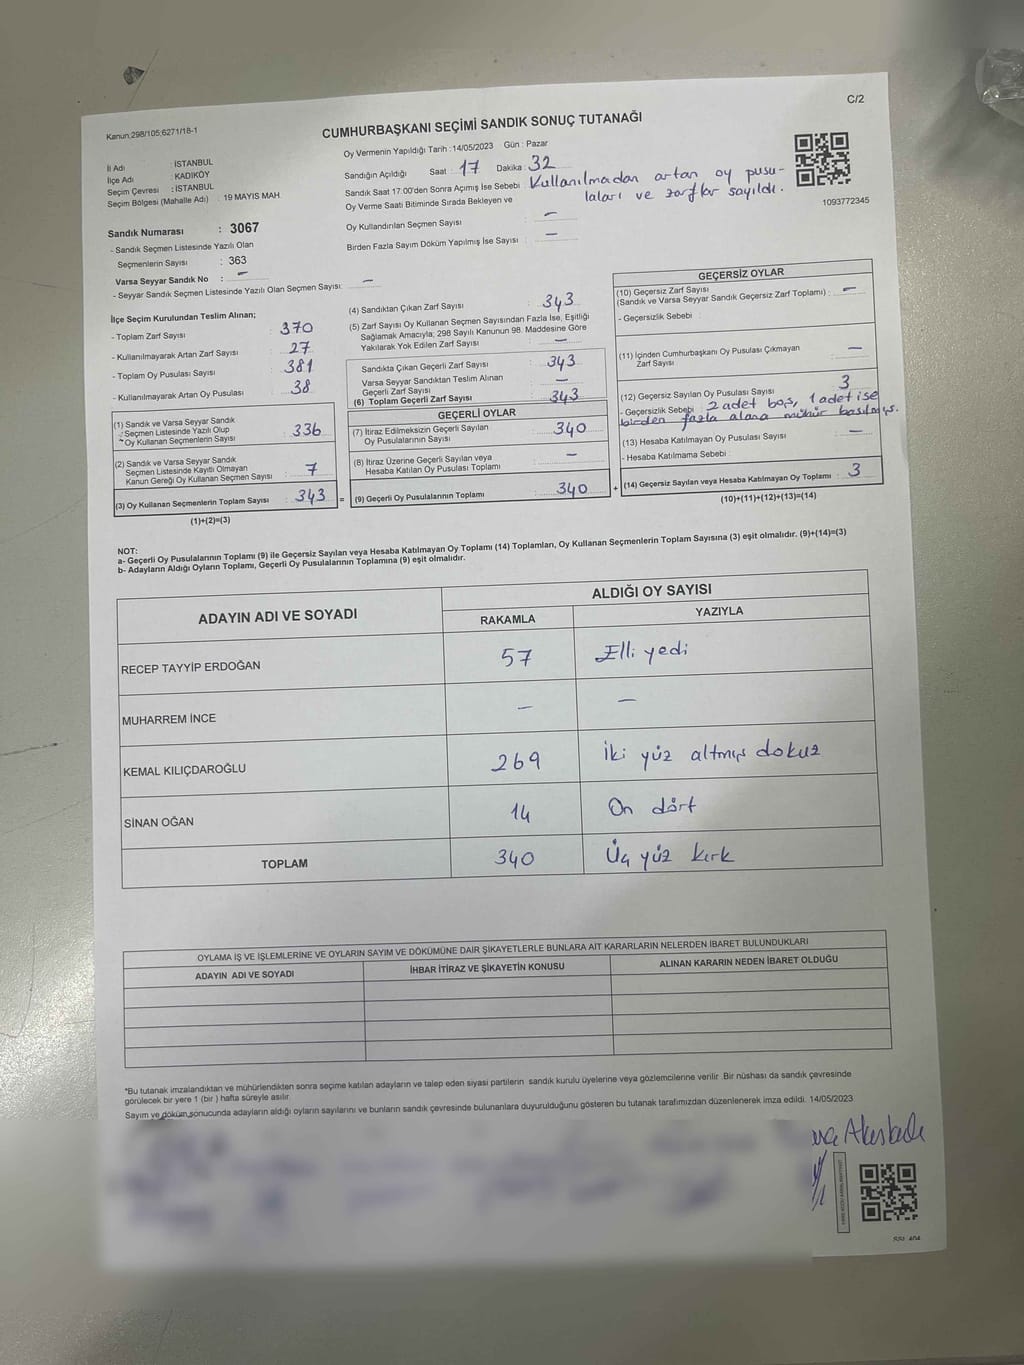 C/2
Kanun:298/105;6271/18-1
CUMHURBAŞKANI SEÇİMİ SANDIK SONUÇ TUTANAĞI
İl Adı : İSTANBUL
İlçe Adı : KADIKÖY
Seçim Çevresi : İSTANBUL
Seçim Bölgesi (Mahalle Adı) : 19 MAYIS MAH.
Oy Vermenin Yapıldığı Tarih : 14/05/2023 Gün : Pazar
Sandığın Açıldığı Saat : 17 Dakika : 32
Sandık Saat 17:00'den Sonra Açımış İse Sebebi : Kullanılmadan artan oy pusu-
laları ve zarflar sayıldı.
Oy Verme Saati Bitiminde Sırada Bekleyen ve
Oy Kullandırılan Seçmen Sayısı : –
Birden Fazla Sayım Döküm Yapılmış İse Sayısı : –
1093772345
Sandık Numarası : 3067
- Sandık Seçmen Listesinde Yazılı Olan
Seçmenlerin Sayısı : 363
Varsa Seyyar Sandık No : –
- Seyyar Sandık Seçmen Listesinde Yazılı Olan Seçmen Sayısı: –
İlçe Seçim Kurulundan Teslim Alınan;
- Toplam Zarf Sayısı : 370
- Kullanılmayarak Artan Zarf Sayısı : 27
- Toplam Oy Pusulası Sayısı : 381
- Kullanılmayarak Artan Oy Pusulası : 38
(1) Sandık ve Varsa Seyyar Sandık
Seçmen Listesinde Yazılı Olup
Oy Kullanan Seçmenlerin Sayısı : 336
(2) Sandık ve Varsa Seyyar Sandık
Seçmen Listesinde Kayıtlı Olmayan
Kanun Gereği Oy Kullanan Seçmen Sayısı : 7
(3) Oy Kullanan Seçmenlerin Toplam Sayısı : 343 =
(1)+(2)=(3)
(4) Sandıktan Çıkan Zarf Sayısı : 343
(5) Zarf Sayısı Oy Kullanan Seçmen Sayısından Fazla İse, Eşitliği
Sağlamak Amacıyla; 298 Sayılı Kanunun 98. Maddesine Göre
Yakılarak Yok Edilen Zarf Sayısı : –
Sandıkta Çıkan Geçerli Zarf Sayısı : 343
Varsa Seyyar Sandıktan Teslim Alınan
Geçerli Zarf Sayısı : –
(6) Toplam Geçerli Zarf Sayısı : 343
GEÇERLİ OYLAR
(7) İtiraz Edilmeksizin Geçerli Sayılan
Oy Pusulalarının Sayısı : 340
(8) İtiraz Üzerine Geçerli Sayılan veya
Hesaba Katılan Oy Pusulası Toplamı : –
(9) Geçerli Oy Pusulalarının Toplamı : 340 +
GEÇERSİZ OYLAR
(10) Geçersiz Zarf Sayısı
(Sandık ve Varsa Seyyar Sandık Geçersiz Zarf Toplamı) : –
- Geçersizlik Sebebi :
(11) İçinden Cumhurbaşkanı Oy Pusulası Çıkmayan
Zarf Sayısı : –
(12) Geçersiz Sayılan Oy Pusulası Sayısı : 3
- Geçersizlik Sebebi : 2 adet boş, 1 adet ise
birden fazla alana mühür basılmış.
(13) Hesaba Katılmayan Oy Pusulası Sayısı : –
- Hesaba Katılmama Sebebi :
(14) Geçersiz Sayılan veya Hesaba Katılmayan Oy Toplamı : 3
(10)+(11)+(12)+(13)=(14)
NOT:
a- Geçerli Oy Pusulalarının Toplamı (9) ile Geçersiz Sayılan veya Hesaba Katılmayan Oy Toplamı (14) Toplamları, Oy Kullanan Seçmenlerin Toplam Sayısına (3) eşit olmalıdır. (9)+(14)=(3)
b- Adayların Aldığı Oyların Toplamı, Geçerli Oy Pusulalarının Toplamına (9) eşit olmalıdır.
ADAYIN ADI VE SOYADI
ALDIĞI OY SAYISI
RAKAMLA YAZIYLA
RECEP TAYYİP ERDOĞAN 57 Elli yedi
MUHARREM İNCE – –
KEMAL KILIÇDAROĞLU 269 İki yüz altmış dokuz
SİNAN OĞAN 14 On dört
TOPLAM 340 Üç yüz kırk
OYLAMA İŞ VE İŞLEMLERİNE VE OYLARIN SAYIM VE DÖKÜMÜNE DAİR ŞİKAYETLERLE BUNLARA AİT KARARLARIN NELERDEN İBARET BULUNDUKLARI
ADAYIN ADI VE SOYADI İHBAR İTİRAZ VE ŞİKAYETİN KONUSU ALINAN KARARIN NEDEN İBARET OLDUĞU
*Bu tutanak imzalandıktan ve mühürlendikten sonra seçime katılan adayların ve talep eden siyasi partilerin sandık kurulu üyelerine veya gözlemcilerine verilir .Bir nüshası da sandık çevresinde
görülecek bir yere 1 (bir ) hafta süreyle asılır.
Sayım ve döküm sonucunda adayların aldığı oyların sayılarını ve bunların sandık çevresinde bulunanlara duyurulduğunu gösteren bu tutanak tarafımızdan düzenlenerek imza edildi. 14/05/2023